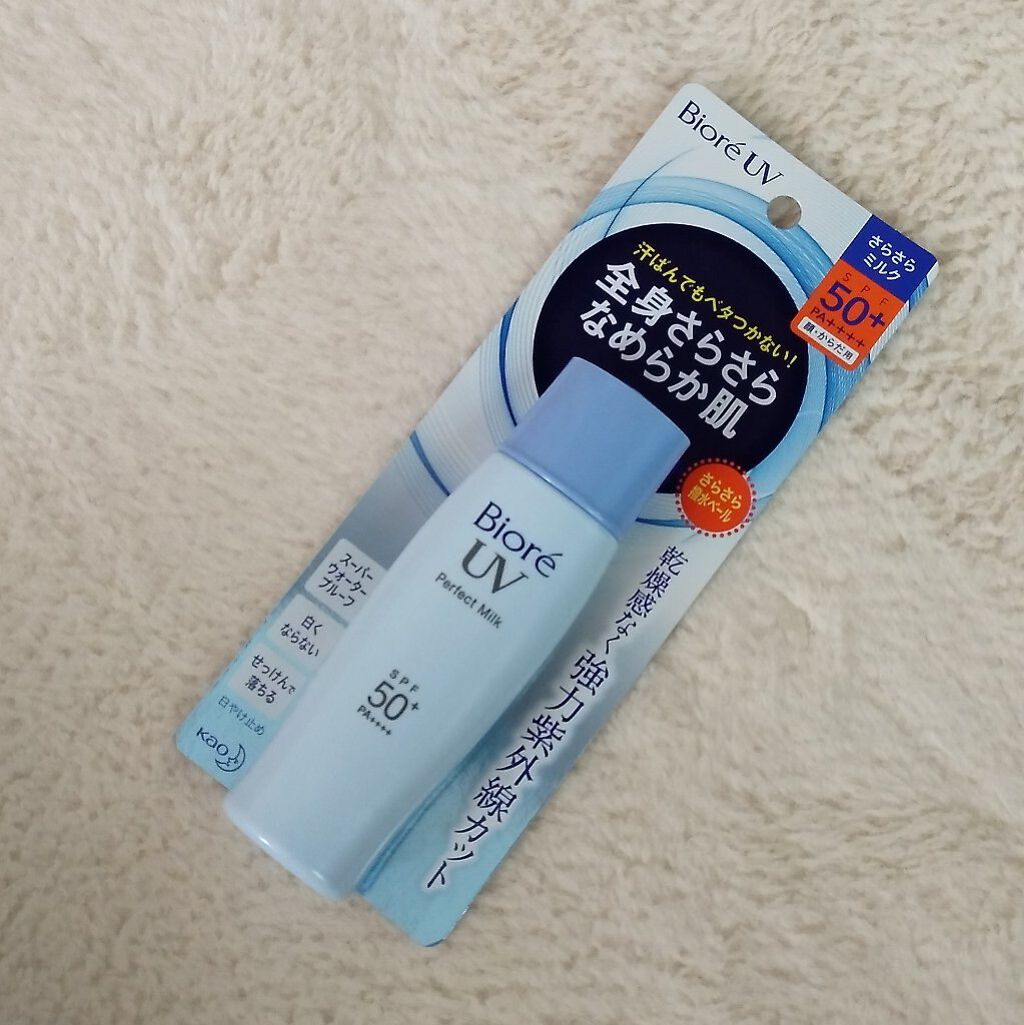 Bioré UV
さらさら
ミルク
SPF
50+
PA++++
顔・からだ用
汗ばんでもベタつかない!
全身さらさら
なめらか肌
さらさら
撥水ベール
乾燥感なく強力紫外線カット
Bioré
UV
Perfect Milk
SPF
50+
PA++++
スーパー
ウォーター
プルーフ
白く
ならない
せっけんで
落ちる
日やけ止め
Kao